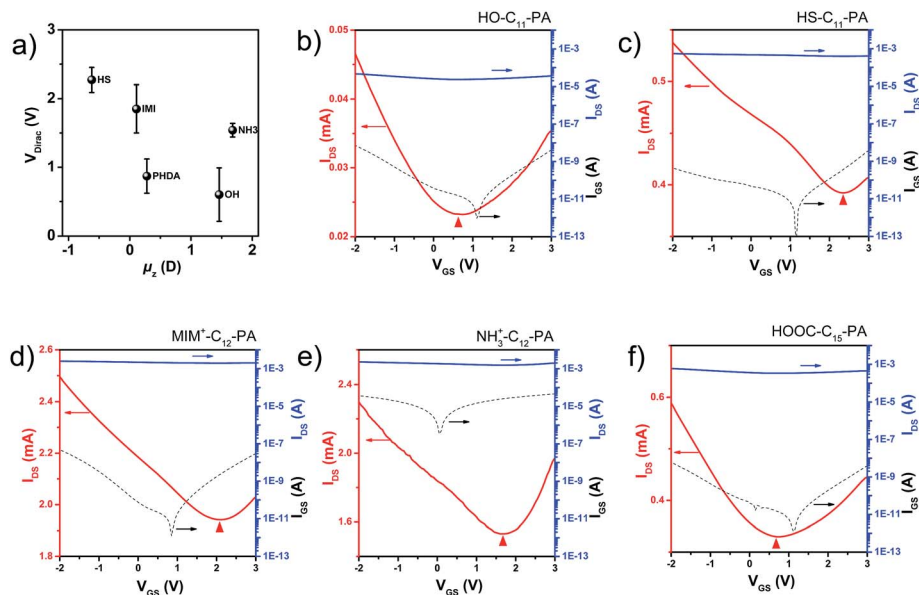 a)
3
2
1
0
V_Dirac (V)
HS
IMI
NH3
PHDA
OH
-1
0
1
2
μ_z (D)
b)
HO-C₁₁-PA
0.05
0.04
0.03
0.02
I_DS (mA)
1E-3
1E-5
1E-7
1E-9
1E-11
1E-13
I_DS (A)
I_GS (A)
-2
-1
0
1
2
3
V_GS (V)
c)
HS-C₁₁-PA
0.5
0.4
I_DS (mA)
1E-3
1E-5
1E-7
1E-9
1E-11
1E-13
I_DS (A)
I_GS (A)
-2
-1
0
1
2
3
V_GS (V)
d)
MIM⁺-C₁₂-PA
2.6
2.4
2.2
2.0
1.8
I_DS (mA)
1E-3
1E-5
1E-7
1E-9
1E-11
1E-13
I_DS (A)
I_GS (A)
-2
-1
0
1
2
3
V_GS (V)
e)
NH₃⁺-C₁₂-PA
2.4
2.0
1.6
I_DS (mA)
1E-3
1E-5
1E-7
1E-9
1E-11
1E-13
I_DS (A)
I_GS (A)
-2
-1
0
1
2
3
V_GS (V)
f)
HOOC-C₁₅-PA
0.6
0.4
I_DS (mA)
1E-3
1E-5
1E-7
1E-9
1E-11
1E-13
I_DS (A)
I_GS (A)
-2
-1
0
1
2
3
V_GS (V)